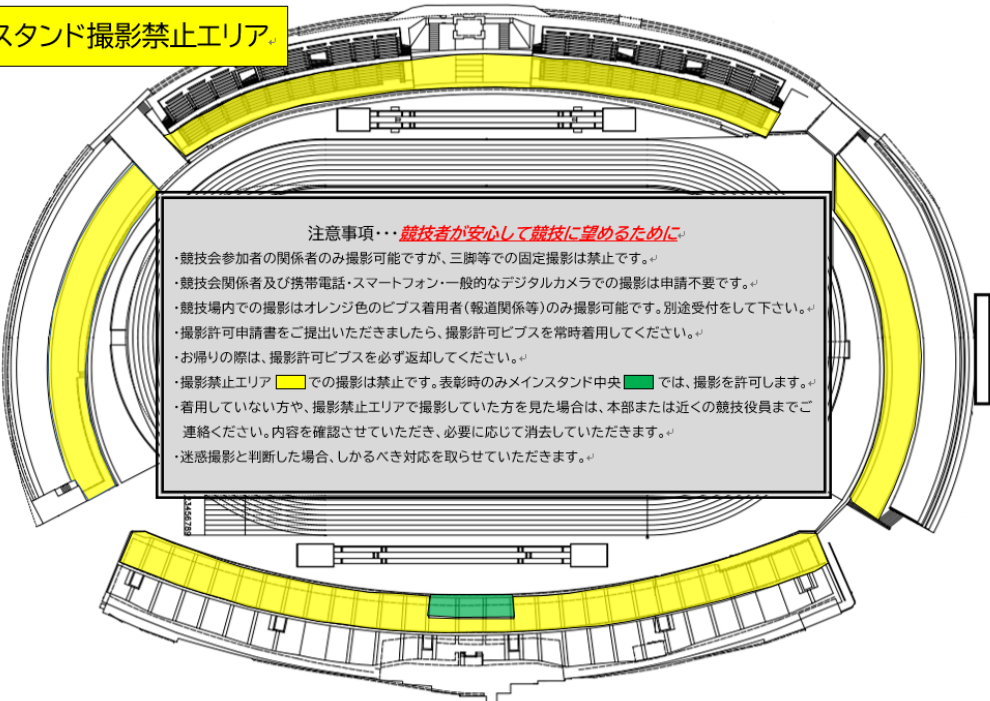 スタンド撮影禁止エリア
注意事項・・・競技者が安心して競技に望めるために
・競技会参加者の関係者のみ撮影可能ですが、三脚等での固定撮影は禁止です。
・競技会関係者及び携帯電話・スマートフォン・一般的なデジタルカメラでの撮影は申請不要です。
・競技場内での撮影はオレンジ色のビブス着用者(報道関係等)のみ撮影可能です。別途受付をして下さい。
・撮影許可申請書をご提出いただきましたら、撮影許可ビブスを常時着用してください。
・お帰りの際は、撮影許可ビブスを必ず返却してください。
・撮影禁止エリア での撮影は禁止です。表彰時のみメインスタンド中央 では、撮影を許可します。
・着用していない方や、撮影禁止エリアで撮影していた方を見た場合は、本部または近くの競技役員までご
連絡ください。内容を確認させていただき、必要に応じて消去していただきます。
・迷惑撮影と判断した場合、しかるべき対応を取らせていただきます。
23456789